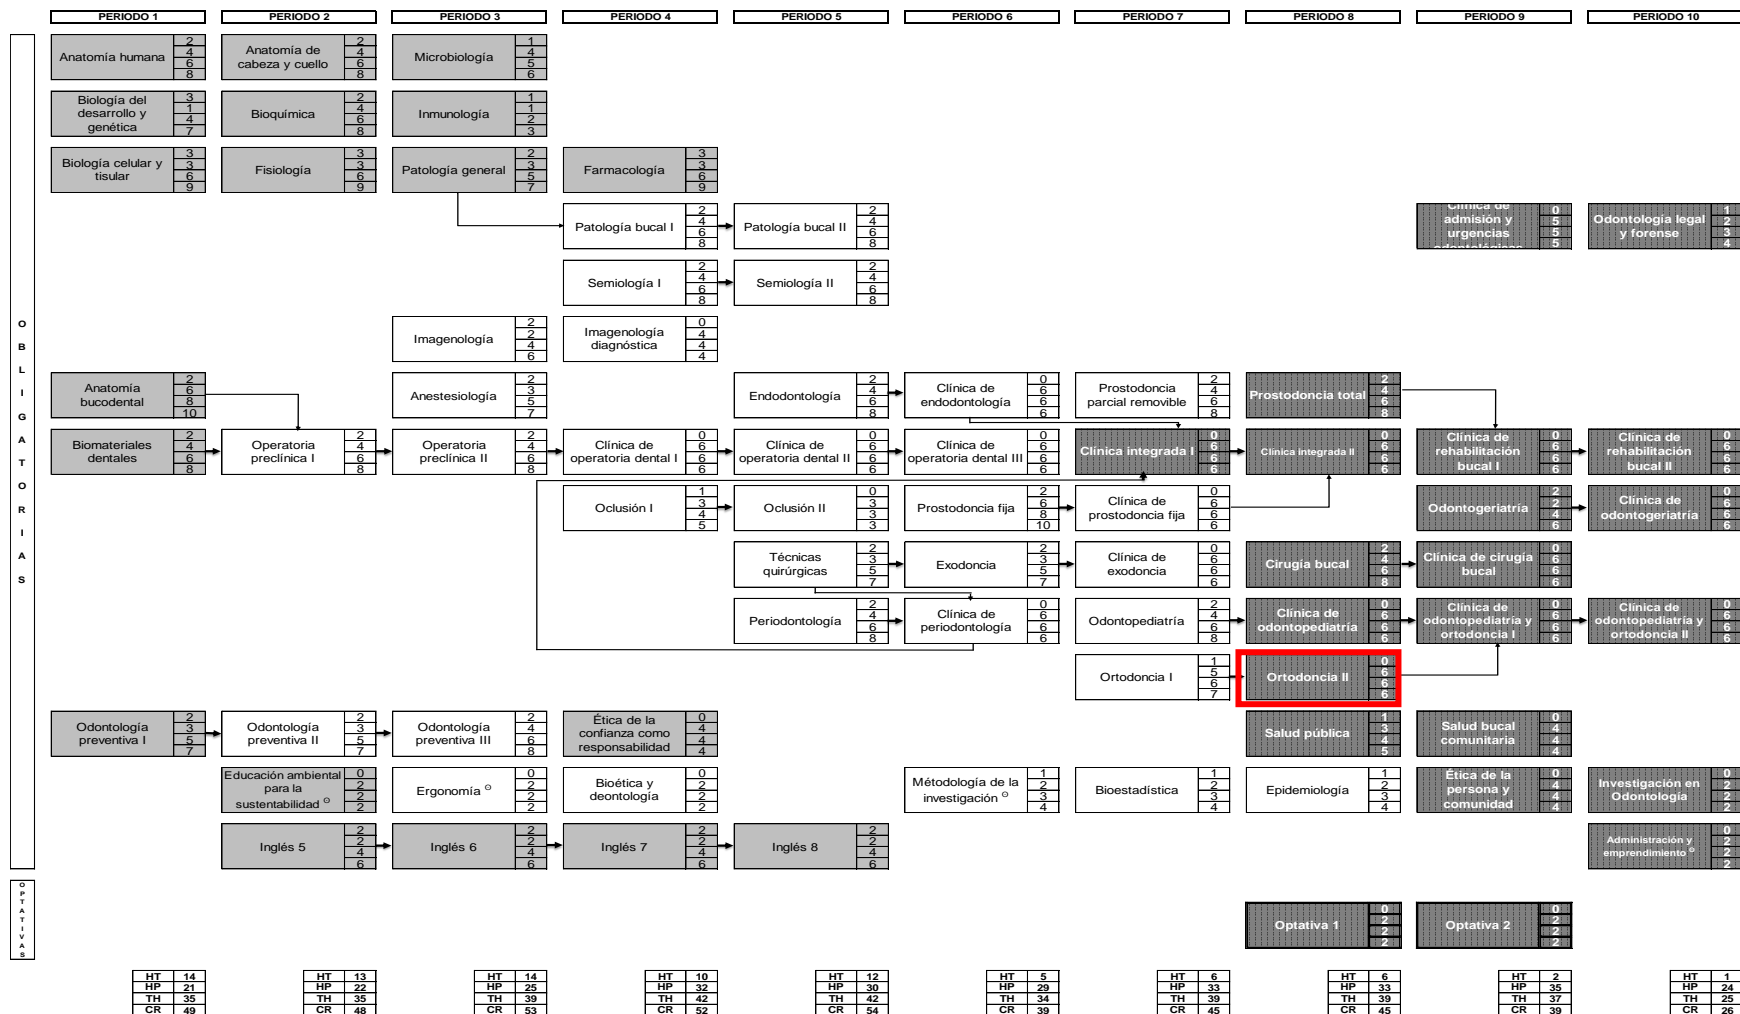 PERIODO 1 PERIODO 2 PERIODO 3 PERIODO 4 PERIODO 5 PERIODO 6 PERIODO 7 PERIODO 8 PERIODO 9 PERIODO 10
OBLIGATORIAS
Anatomía humana 2 4 6 8
Anatomía de cabeza y cuello 2 4 6 8
Microbiología 1 4 5 6
Biología del desarrollo y genética 3 1 4 7
Bioquímica 2 4 6 8
Inmunología 1 1 2 3
Biología celular y tisular 3 3 6 9
Fisiología 3 3 6 9
Patología general 2 3 5 7
Farmacología 3 3 6 9
Patología bucal I 2 4 6 8
Patología bucal II 2 4 6 8
Clínica de admisión y urgencias odontológicas 0 5 5 5
Odontología legal y forense 1 2 3 4
Semiología I 2 4 6 8
Semiología II 2 4 6 8
Imagenología 2 2 4 6
Imagenología diagnóstica 0 4 4 4
Anatomía bucodental 2 6 8 10
Anestesiología 2 3 5 7
Endodontología 2 4 6 8
Clínica de endodontología 0 6 6 6
Prostodoncia parcial removible 2 4 6 8
Prostodoncia total 2 4 6 8
Biomateriales dentales 2 4 6 8
Operatoria preclínica I 2 4 6 8
Operatoria preclínica II 2 4 6 8
Clínica de operatoria dental I 0 6 6 6
Clínica de operatoria dental II 0 6 6 6
Clínica de operatoria dental III 0 6 6 6
Clínica integrada I 0 6 6 6
Clínica integrada II 0 6 6 6
Clínica de rehabilitación bucal I 0 6 6 6
Clínica de rehabilitación bucal II 0 6 6 6
Oclusión I 1 3 4 5
Oclusión II 0 3 3 3
Prostodoncia fija 2 6 8 10
Clínica de prostodoncia fija 0 6 6 6
Odontogeriatría 2 2 4 6
Clínica de odontogeriatría 0 6 6 6
Técnicas quirúrgicas 2 3 5 7
Exodoncia 2 3 5 7
Clínica de exodoncia 0 6 6 6
Cirugía bucal 2 4 6 8
Clínica de cirugía bucal 0 6 6 6
Periodontología 2 4 6 8
Clínica de periodontología 0 6 6 6
Odontopediatría 2 4 6 8
Clínica de odontopediatría 0 6 6 6
Clínica de odontopediatría y ortodoncia I 0 6 6 6
Clínica de odontopediatría y ortodoncia II 0 6 6 6
Ortodoncia I 1 5 6 7
Ortodoncia II 0 6 6 6
Odontología preventiva I 2 3 5 7
Odontología preventiva II 2 3 5 7
Odontología preventiva III 2 4 6 8
Ética de la confianza como responsabilidad 0 4 4 4
Salud pública 1 3 4 5
Salud bucal comunitaria 0 4 4 4
Educación ambiental para la sustentabilidad ⊙ 0 2 2 2
Ergonomía ⊙ 0 2 2 2
Bioética y deontología 0 2 2 2
Métodología de la investigación ⊙ 1 2 3 4
Bioestadística 1 2 3 4
Epidemiología 1 2 3 4
Ética de la persona y comunidad 0 4 4 4
Investigación en Odontología 0 2 2 2
Inglés 5 2 2 4 6
Inglés 6 2 2 4 6
Inglés 7 2 2 4 6
Inglés 8 2 2 4 6
Administración y emprendimiento ⊙ 0 2 2 2
OPTATIVAS
Optativa 1 0 2 2 2
Optativa 2 0 2 2 2
HT 14 HT 13 HT 14 HT 10 HT 12 HT 5 HT 6 HT 6 HT 2 HT 1
HP 21 HP 22 HP 25 HP 32 HP 30 HP 29 HP 33 HP 33 HP 35 HP 24
TH 35 TH 35 TH 39 TH 42 TH 42 TH 34 TH 39 TH 39 TH 37 TH 25
CR 49 CR 48 CR 53 CR 52 CR 54 CR 39 CR 45 CR 45 CR 39 CR 26